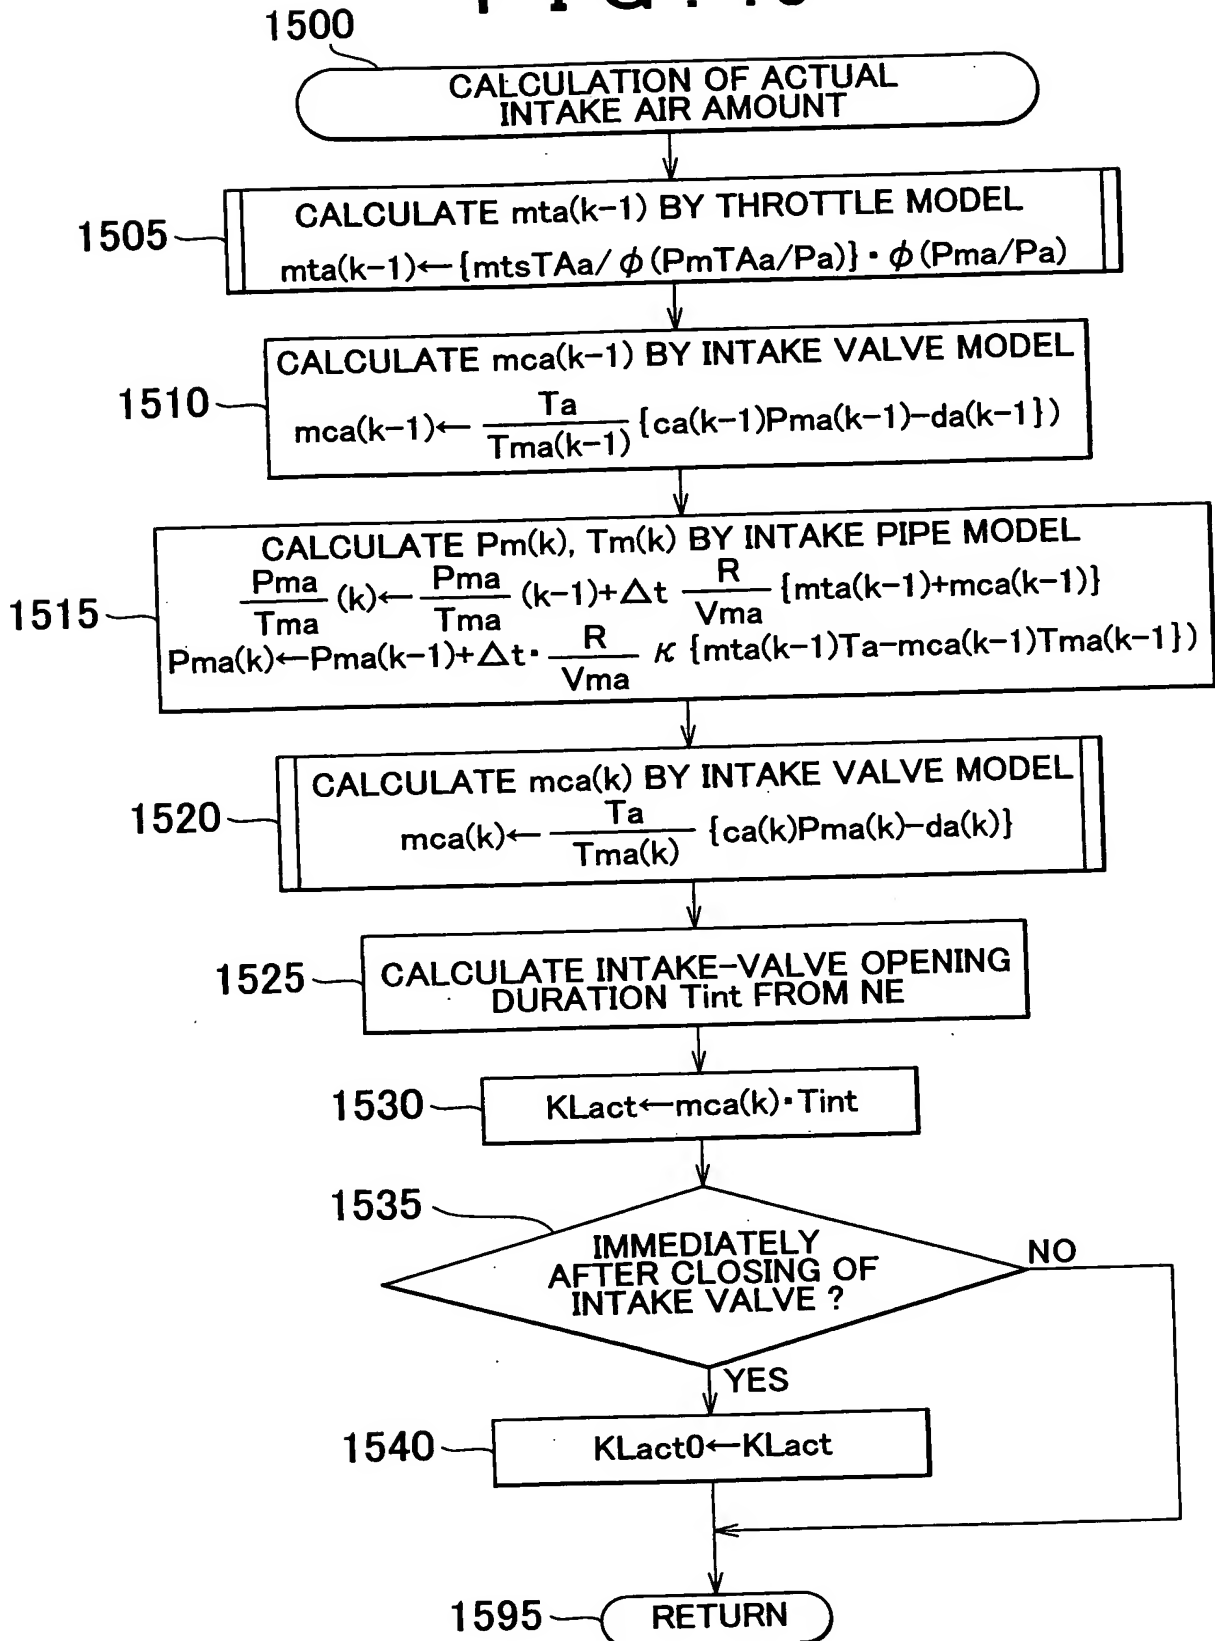 1500
CALCULATION OF ACTUAL
INTAKE AIR AMOUNT
1505
CALCULATE mta(k-1) BY THROTTLE MODEL
mta(k-1)←{mtsTAa/ϕ(PmTAa/Pa)}・ϕ(Pma/Pa)
1510
CALCULATE mca(k-1) BY INTAKE VALVE MODEL
mca(k-1)← Ta/Tma(k-1) {ca(k-1)Pma(k-1)-da(k-1})
1515
CALCULATE Pm(k), Tm(k) BY INTAKE PIPE MODEL
Pma/Tma (k)← Pma/Tma (k-1)+△t R/Vma {mta(k-1)+mca(k-1)}
Pma(k)←Pma(k-1)+△t・ R/Vma κ {mta(k-1)Ta-mca(k-1)Tma(k-1})
1520
CALCULATE mca(k) BY INTAKE VALVE MODEL
mca(k)← Ta/Tma(k) {ca(k)Pma(k)-da(k)}
1525
CALCULATE INTAKE-VALVE OPENING
DURATION Tint FROM NE
1530
KLact←mca(k)・Tint
1535
IMMEDIATELY
AFTER CLOSING OF
INTAKE VALVE ?
NO
YES
1540
KLact0←KLact
1595
RETURN